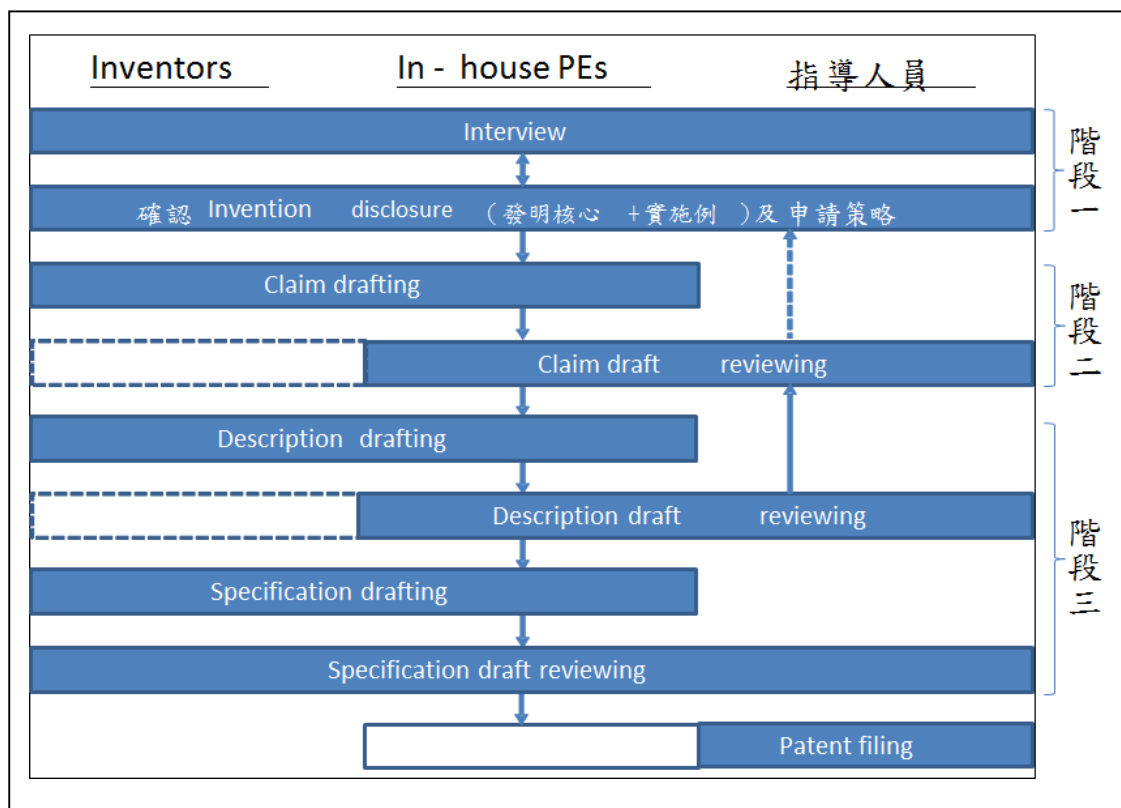 Inventors In - house PEs 指導人員
Interview
確認 Invention disclosure (發明核心 +實施例 )及申請策略
階段一
Claim drafting
Claim draft reviewing
階段二
Description drafting
Description draft reviewing
Specification drafting
Specification draft reviewing
階段三
Patent filing